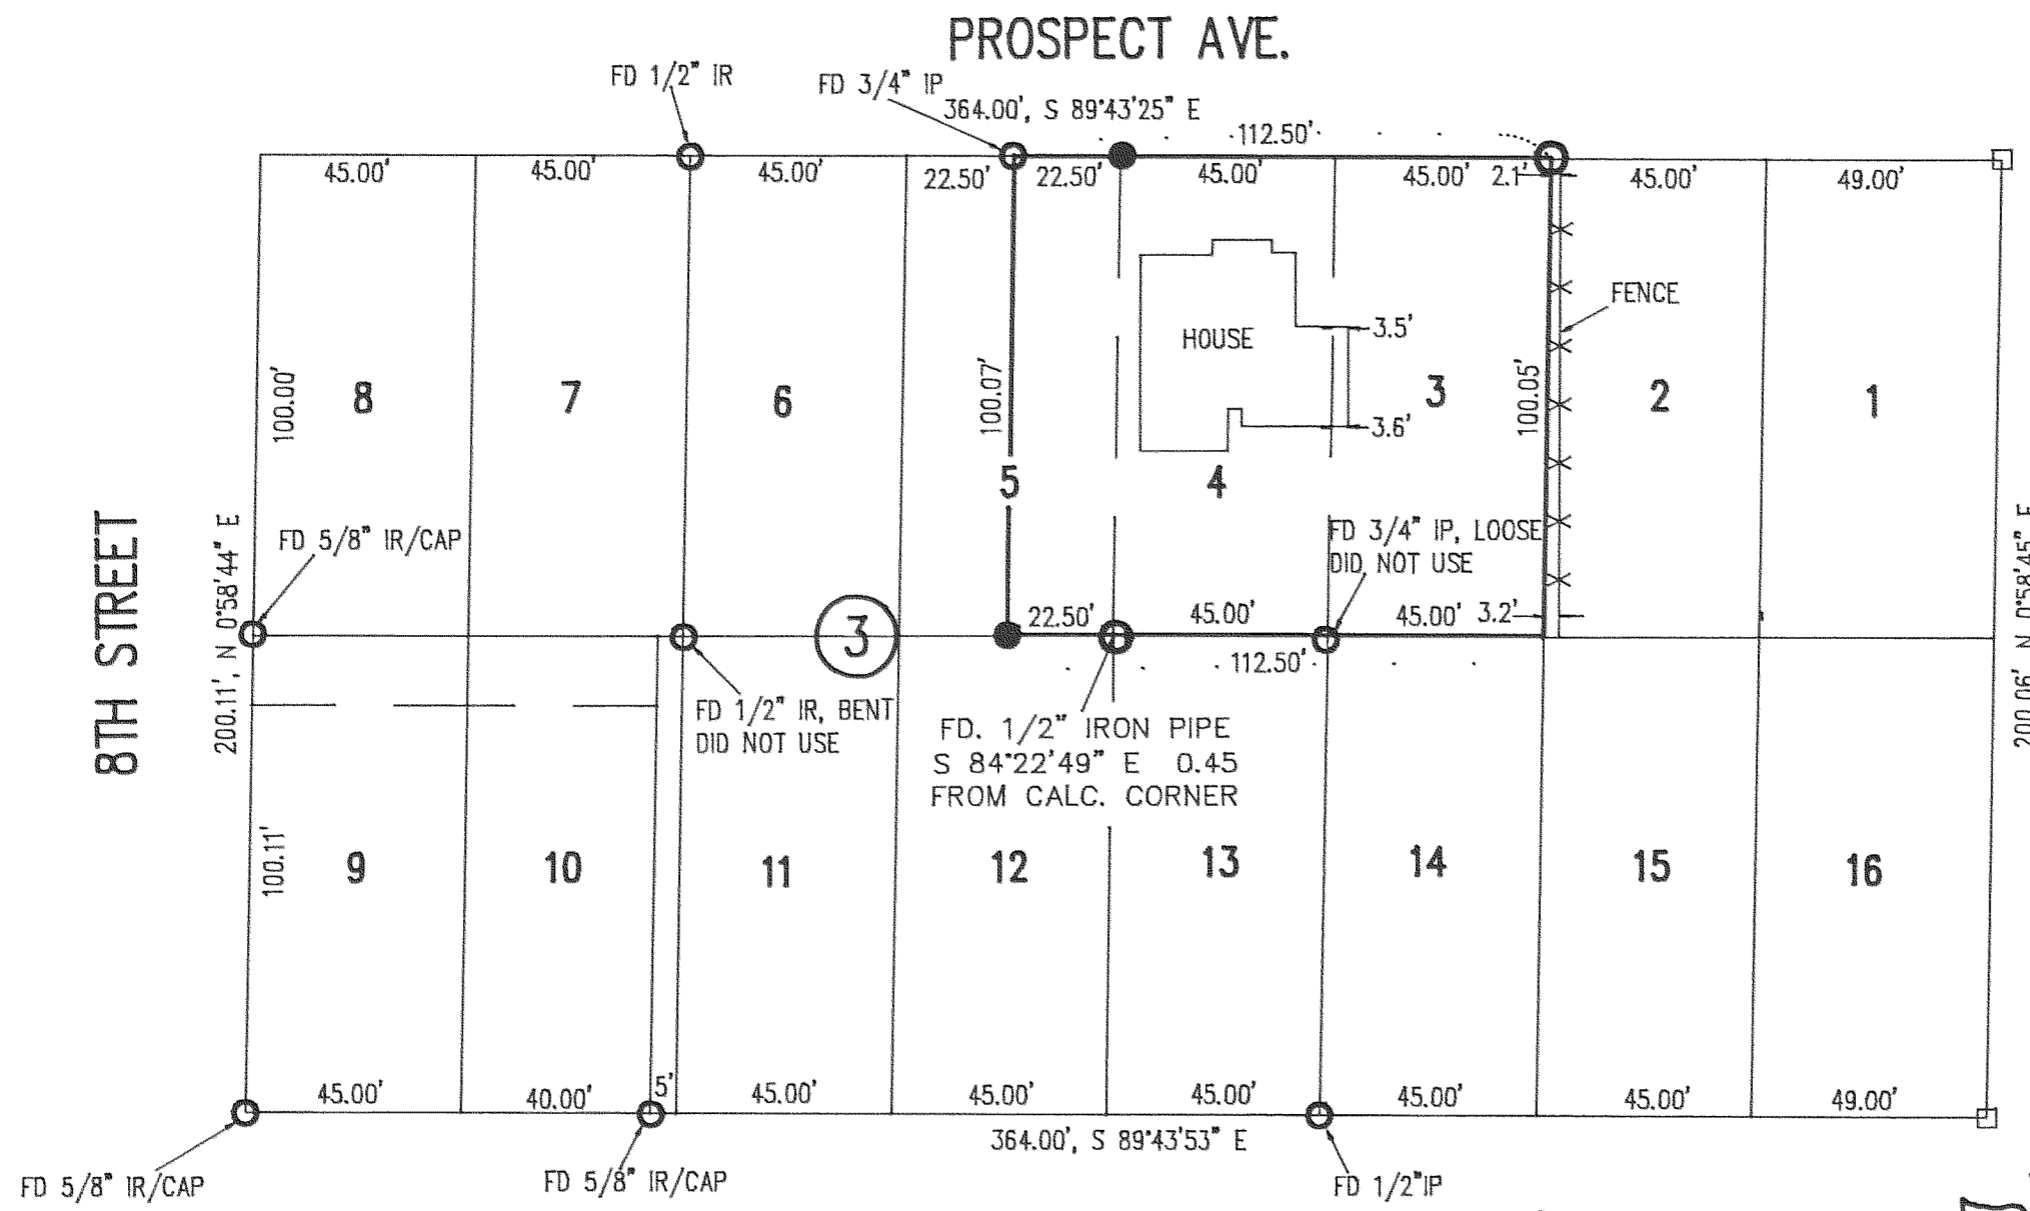 PROSPECT AVE.
FD 1/2" IR
FD 3/4" IP
364.00', S 89°43'25" E
112.50'
45.00'
45.00'
45.00'
22.50'
22.50'
45.00'
45.00'
2.1'
45.00'
49.00'
FENCE
HOUSE
3.5'
3.6'
100.00'
8
7
6
100.07'
5
4
3
100.05'
2
1
8TH STREET
200.11', N 0°58'44" E
FD 5/8" IR/CAP
FD 3/4" IP, LOOSE
DID NOT USE
200.06' N 0°58'45" E
22.50'
45.00'
45.00'
3.2'
3
112.50'
FD 1/2" IR, BENT
DID NOT USE
FD. 1/2" IRON PIPE
S 84°22'49" E 0.45
FROM CALC. CORNER
100.11'
9
10
11
12
13
14
15
16
45.00'
40.00'
5'
45.00'
45.00'
45.00'
45.00'
45.00'
49.00'
364.00', S 89°43'53" E
FD 5/8" IR/CAP
FD 5/8" IR/CAP
FD 1/2"IP